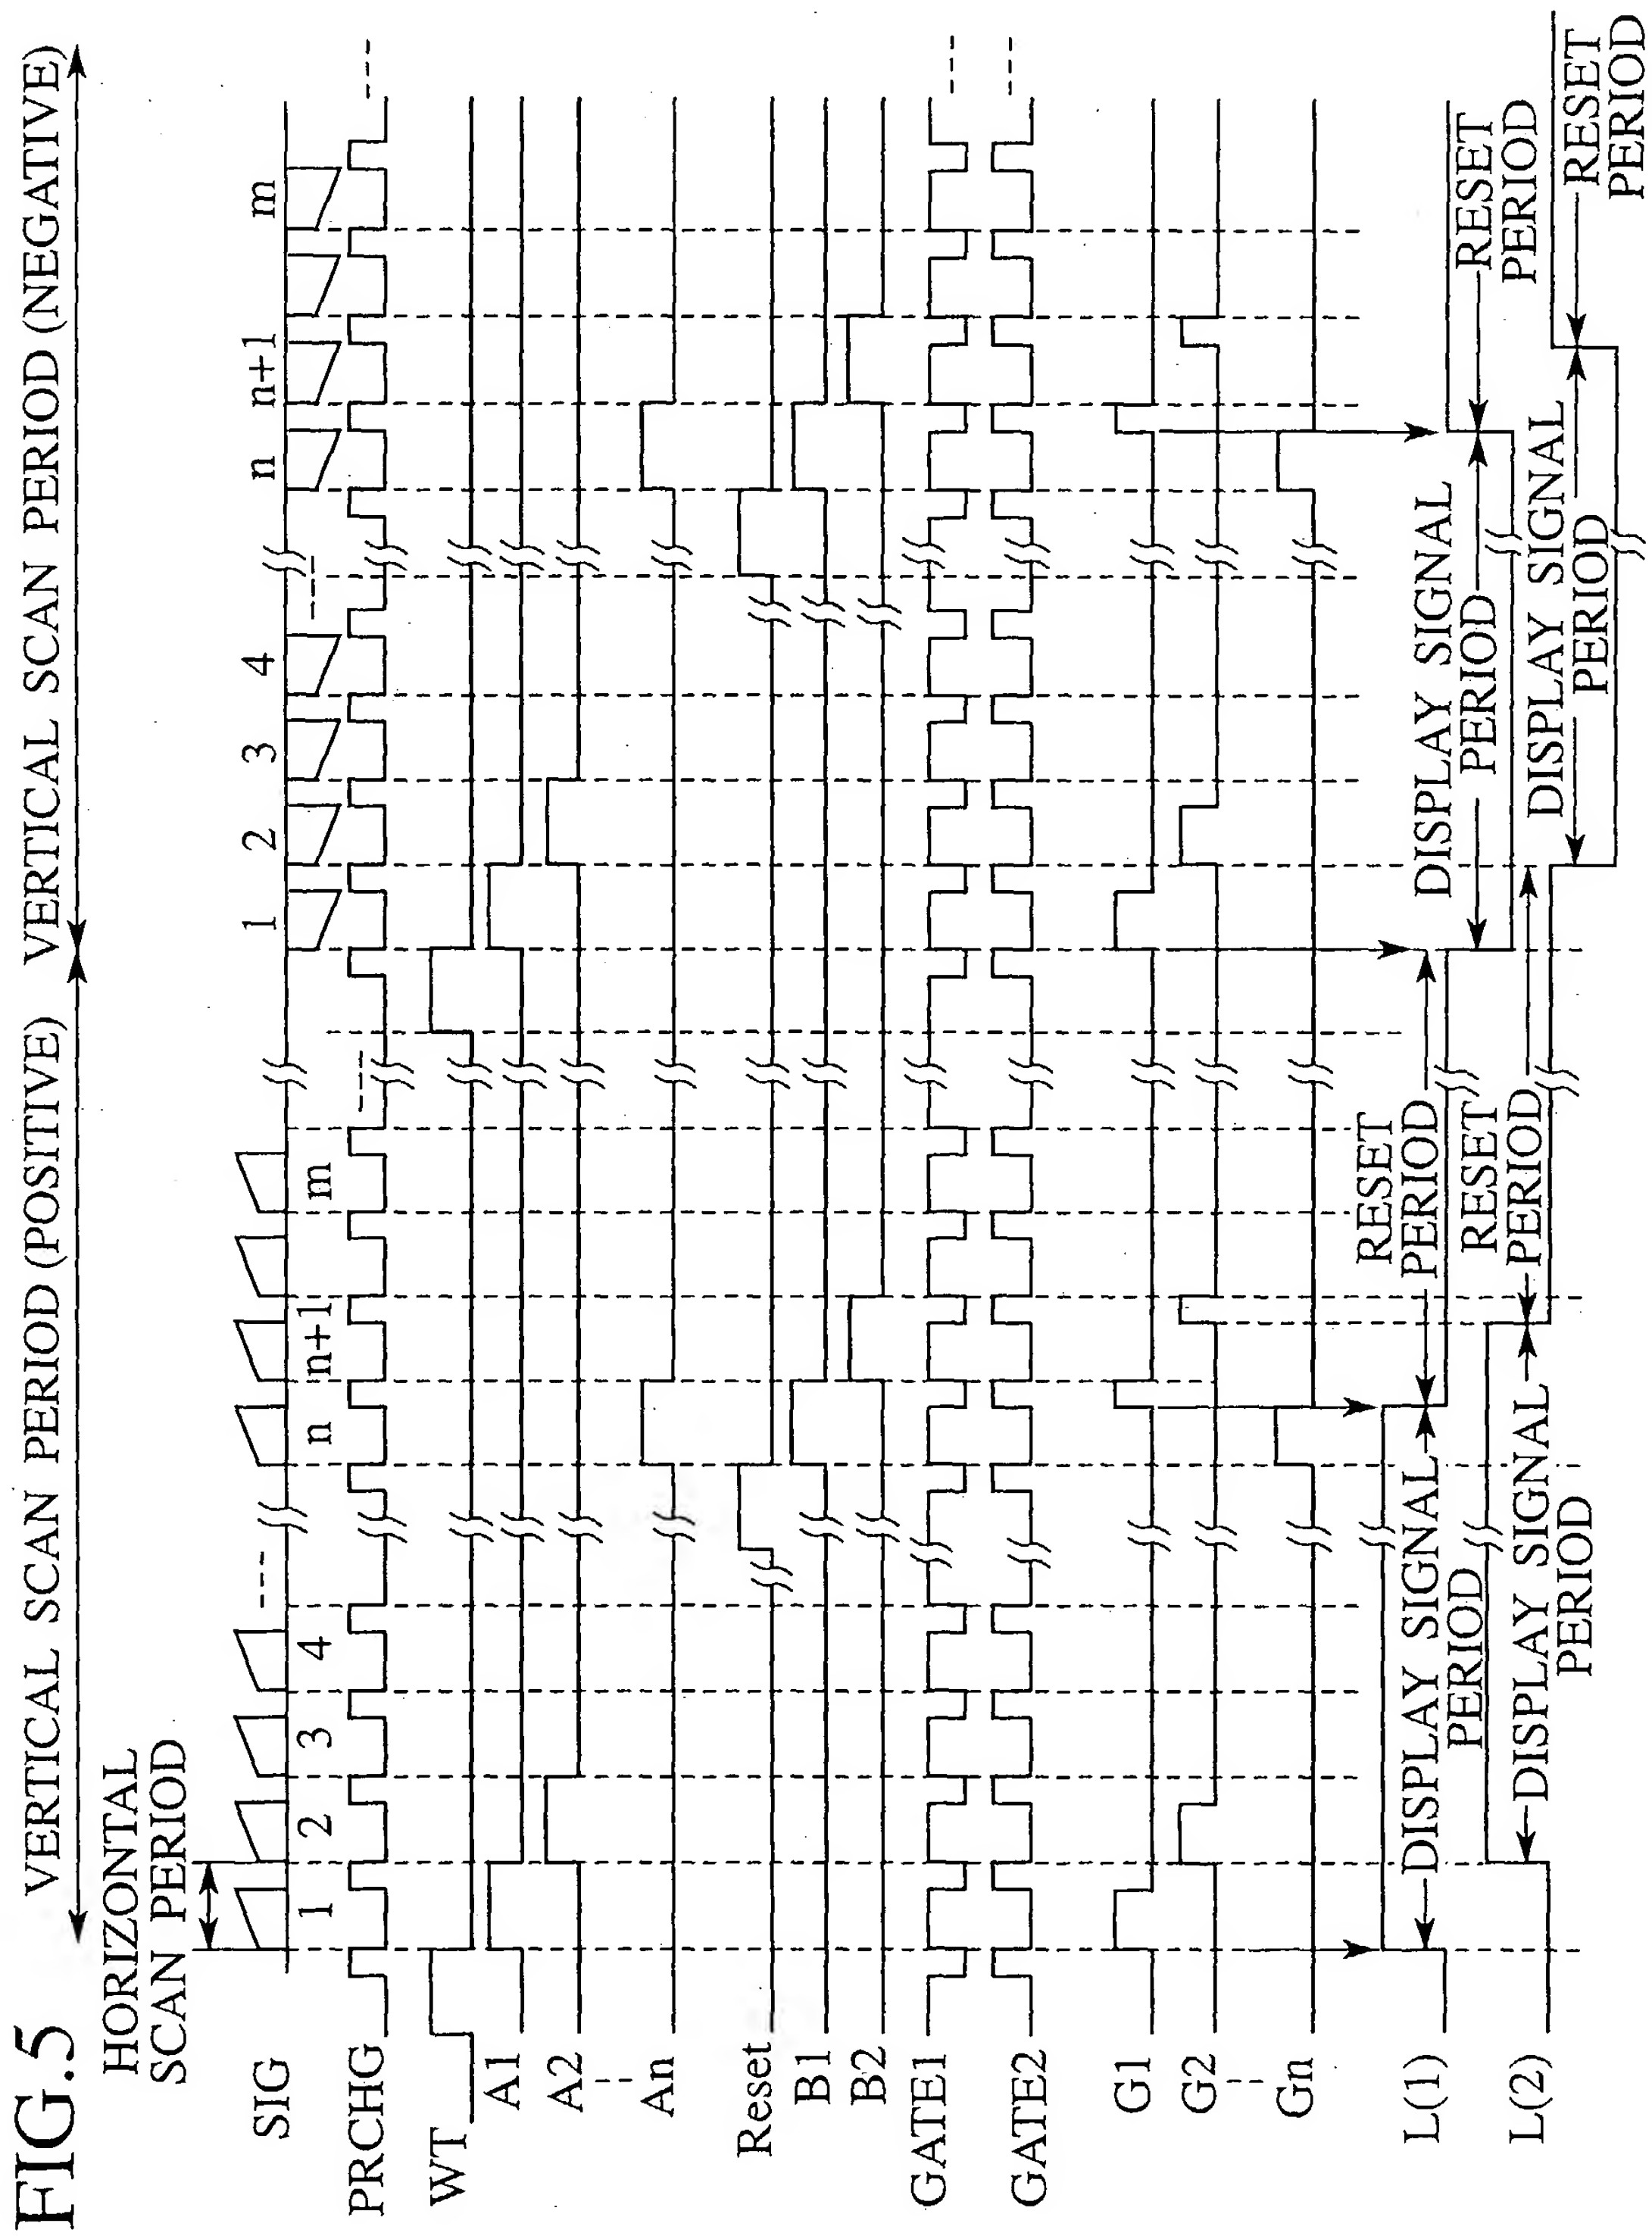 FIG.5
VERTICAL SCAN PERIOD (POSITIVE) VERTICAL SCAN PERIOD (NEGATIVE)
HORIZONTAL
SCAN PERIOD
SIG
1 2 3 4 ---- n n+1 m ---- 1 2 3 4 ---- n n+1 m
PRCHG
WT
A1
A2
An
Reset
B1
B2
GATE1
GATE2
G1
G2
Gn
L(1)
DISPLAY SIGNAL
PERIOD
RESET
PERIOD
DISPLAY SIGNAL
PERIOD
RESET
PERIOD
L(2)
DISPLAY SIGNAL
PERIOD
RESET
PERIOD
DISPLAY SIGNAL
PERIOD
RESET
PERIOD